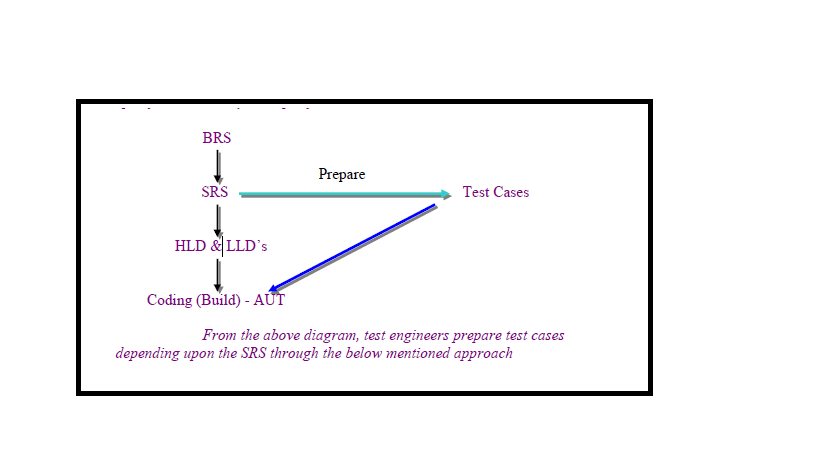 BRS
Prepare
SRS
Test Cases
HLD & LLD’s
Coding (Build) - AUT
From the above diagram, test engineers prepare test cases
depending upon the SRS through the below mentioned approach